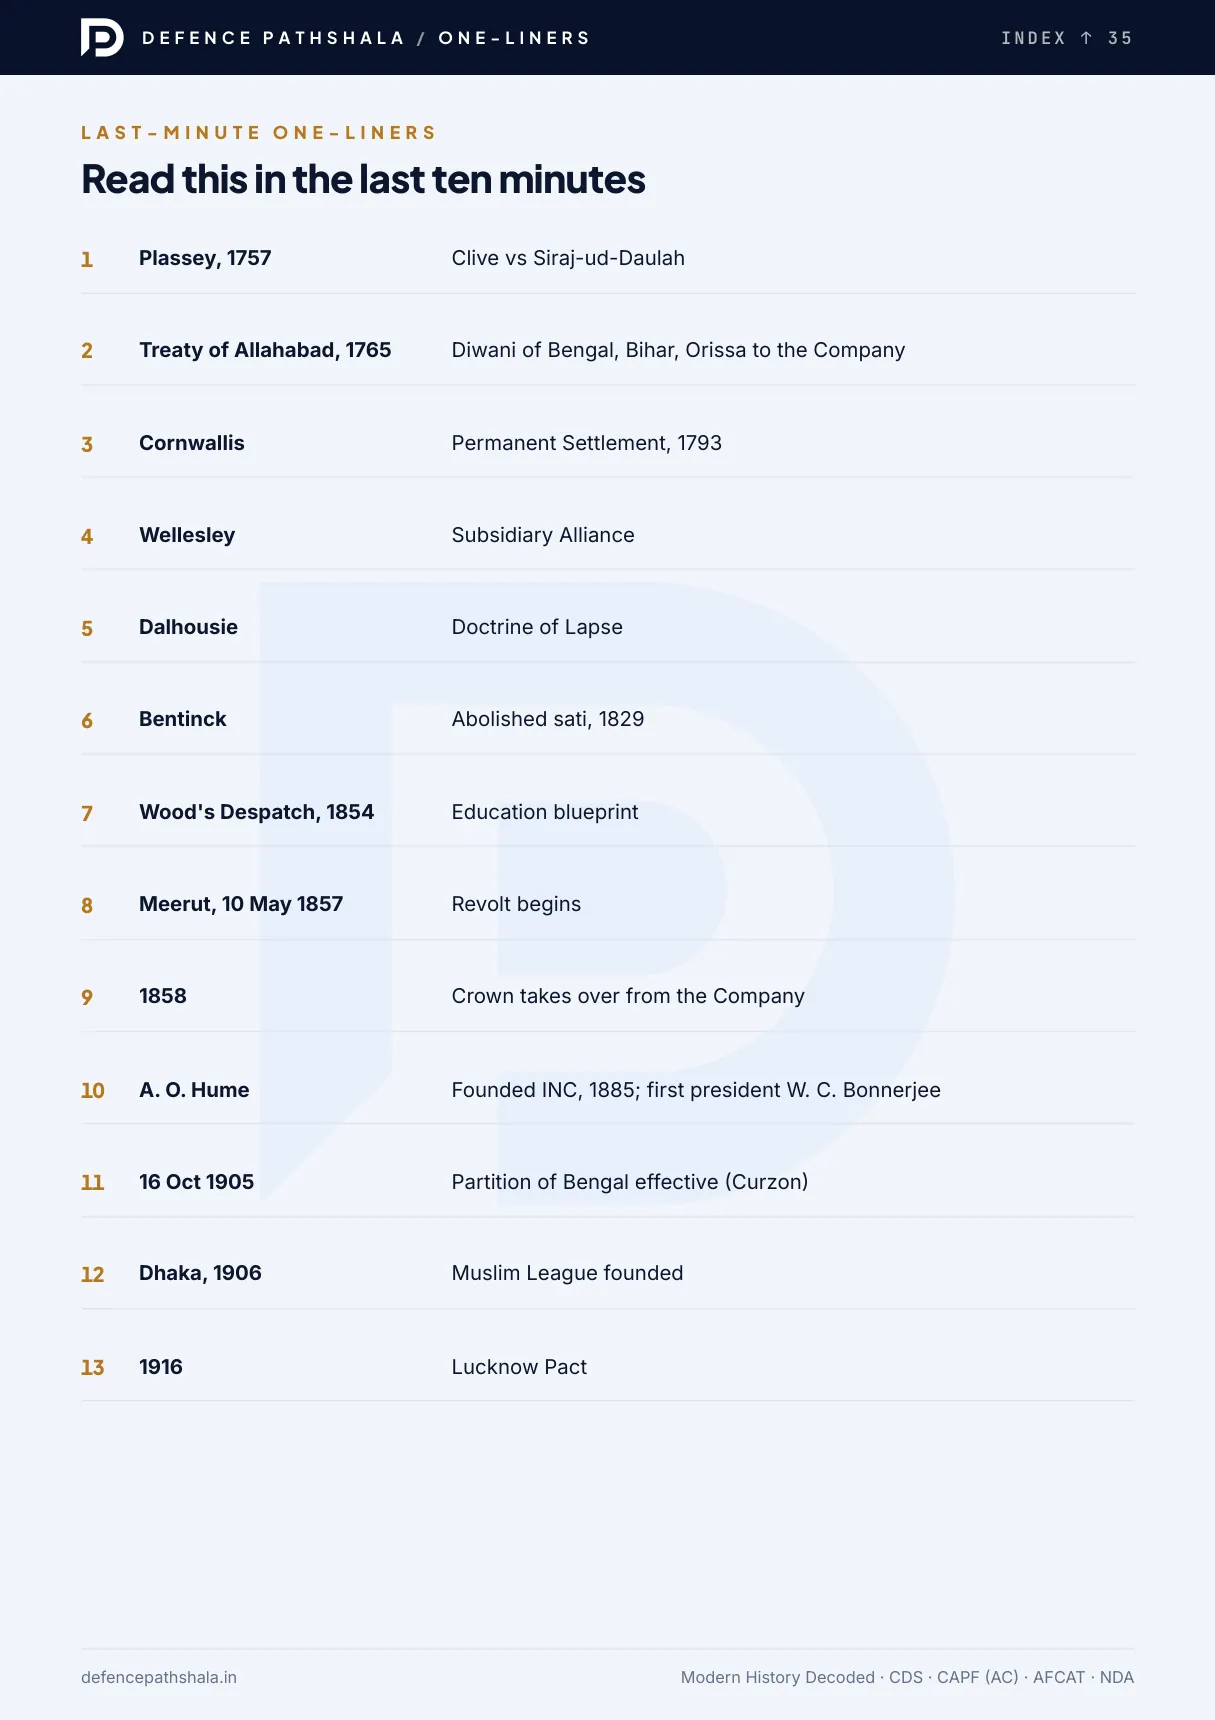 DEFENCE PATHSHALA / ONE-LINERS
INDEX ↑ 35
LAST-MINUTE ONE-LINERS
Read this in the last ten minutes
1 Plassey, 1757 Clive vs Siraj-ud-Daulah
2 Treaty of Allahabad, 1765 Diwani of Bengal, Bihar, Orissa to the Company
3 Cornwallis Permanent Settlement, 1793
4 Wellesley Subsidiary Alliance
5 Dalhousie Doctrine of Lapse
6 Bentinck Abolished sati, 1829
7 Wood's Despatch, 1854 Education blueprint
8 Meerut, 10 May 1857 Revolt begins
9 1858 Crown takes over from the Company
10 A. O. Hume Founded INC, 1885; first president W. C. Bonnerjee
11 16 Oct 1905 Partition of Bengal effective (Curzon)
12 Dhaka, 1906 Muslim League founded
13 1916 Lucknow Pact
defencepathshala.in
Modern History Decoded · CDS · CAPF (AC) · AFCAT · NDA